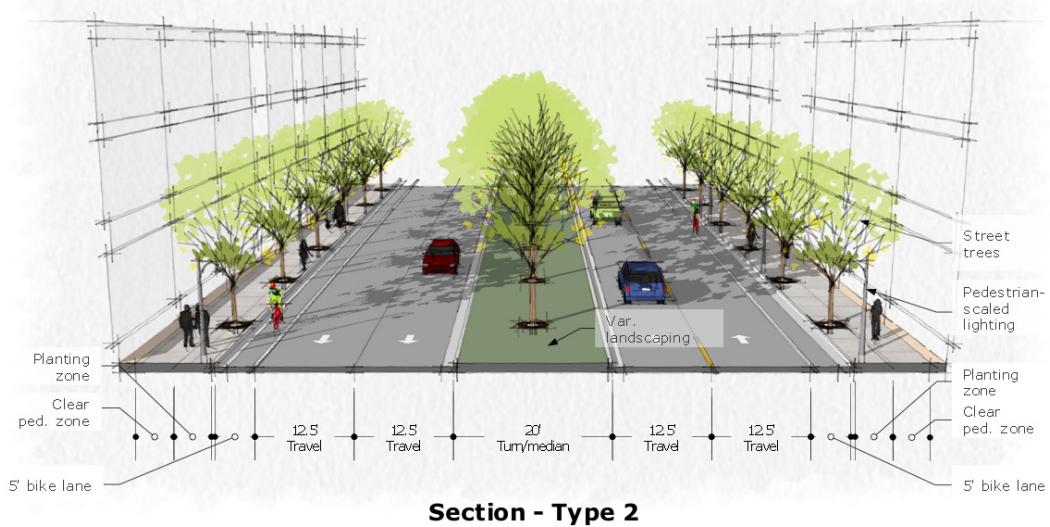 Street
trees
Pedestrian-
scaled
lighting
Var.
landscaping
Planting
zone
Clear
ped. zone
5' bike lane
12.5'
Travel
12.5'
Travel
20'
Turn/median
12.5'
Travel
12.5'
Travel
Planting
zone
Clear
ped. zone
5' bike lane
Section - Type 2